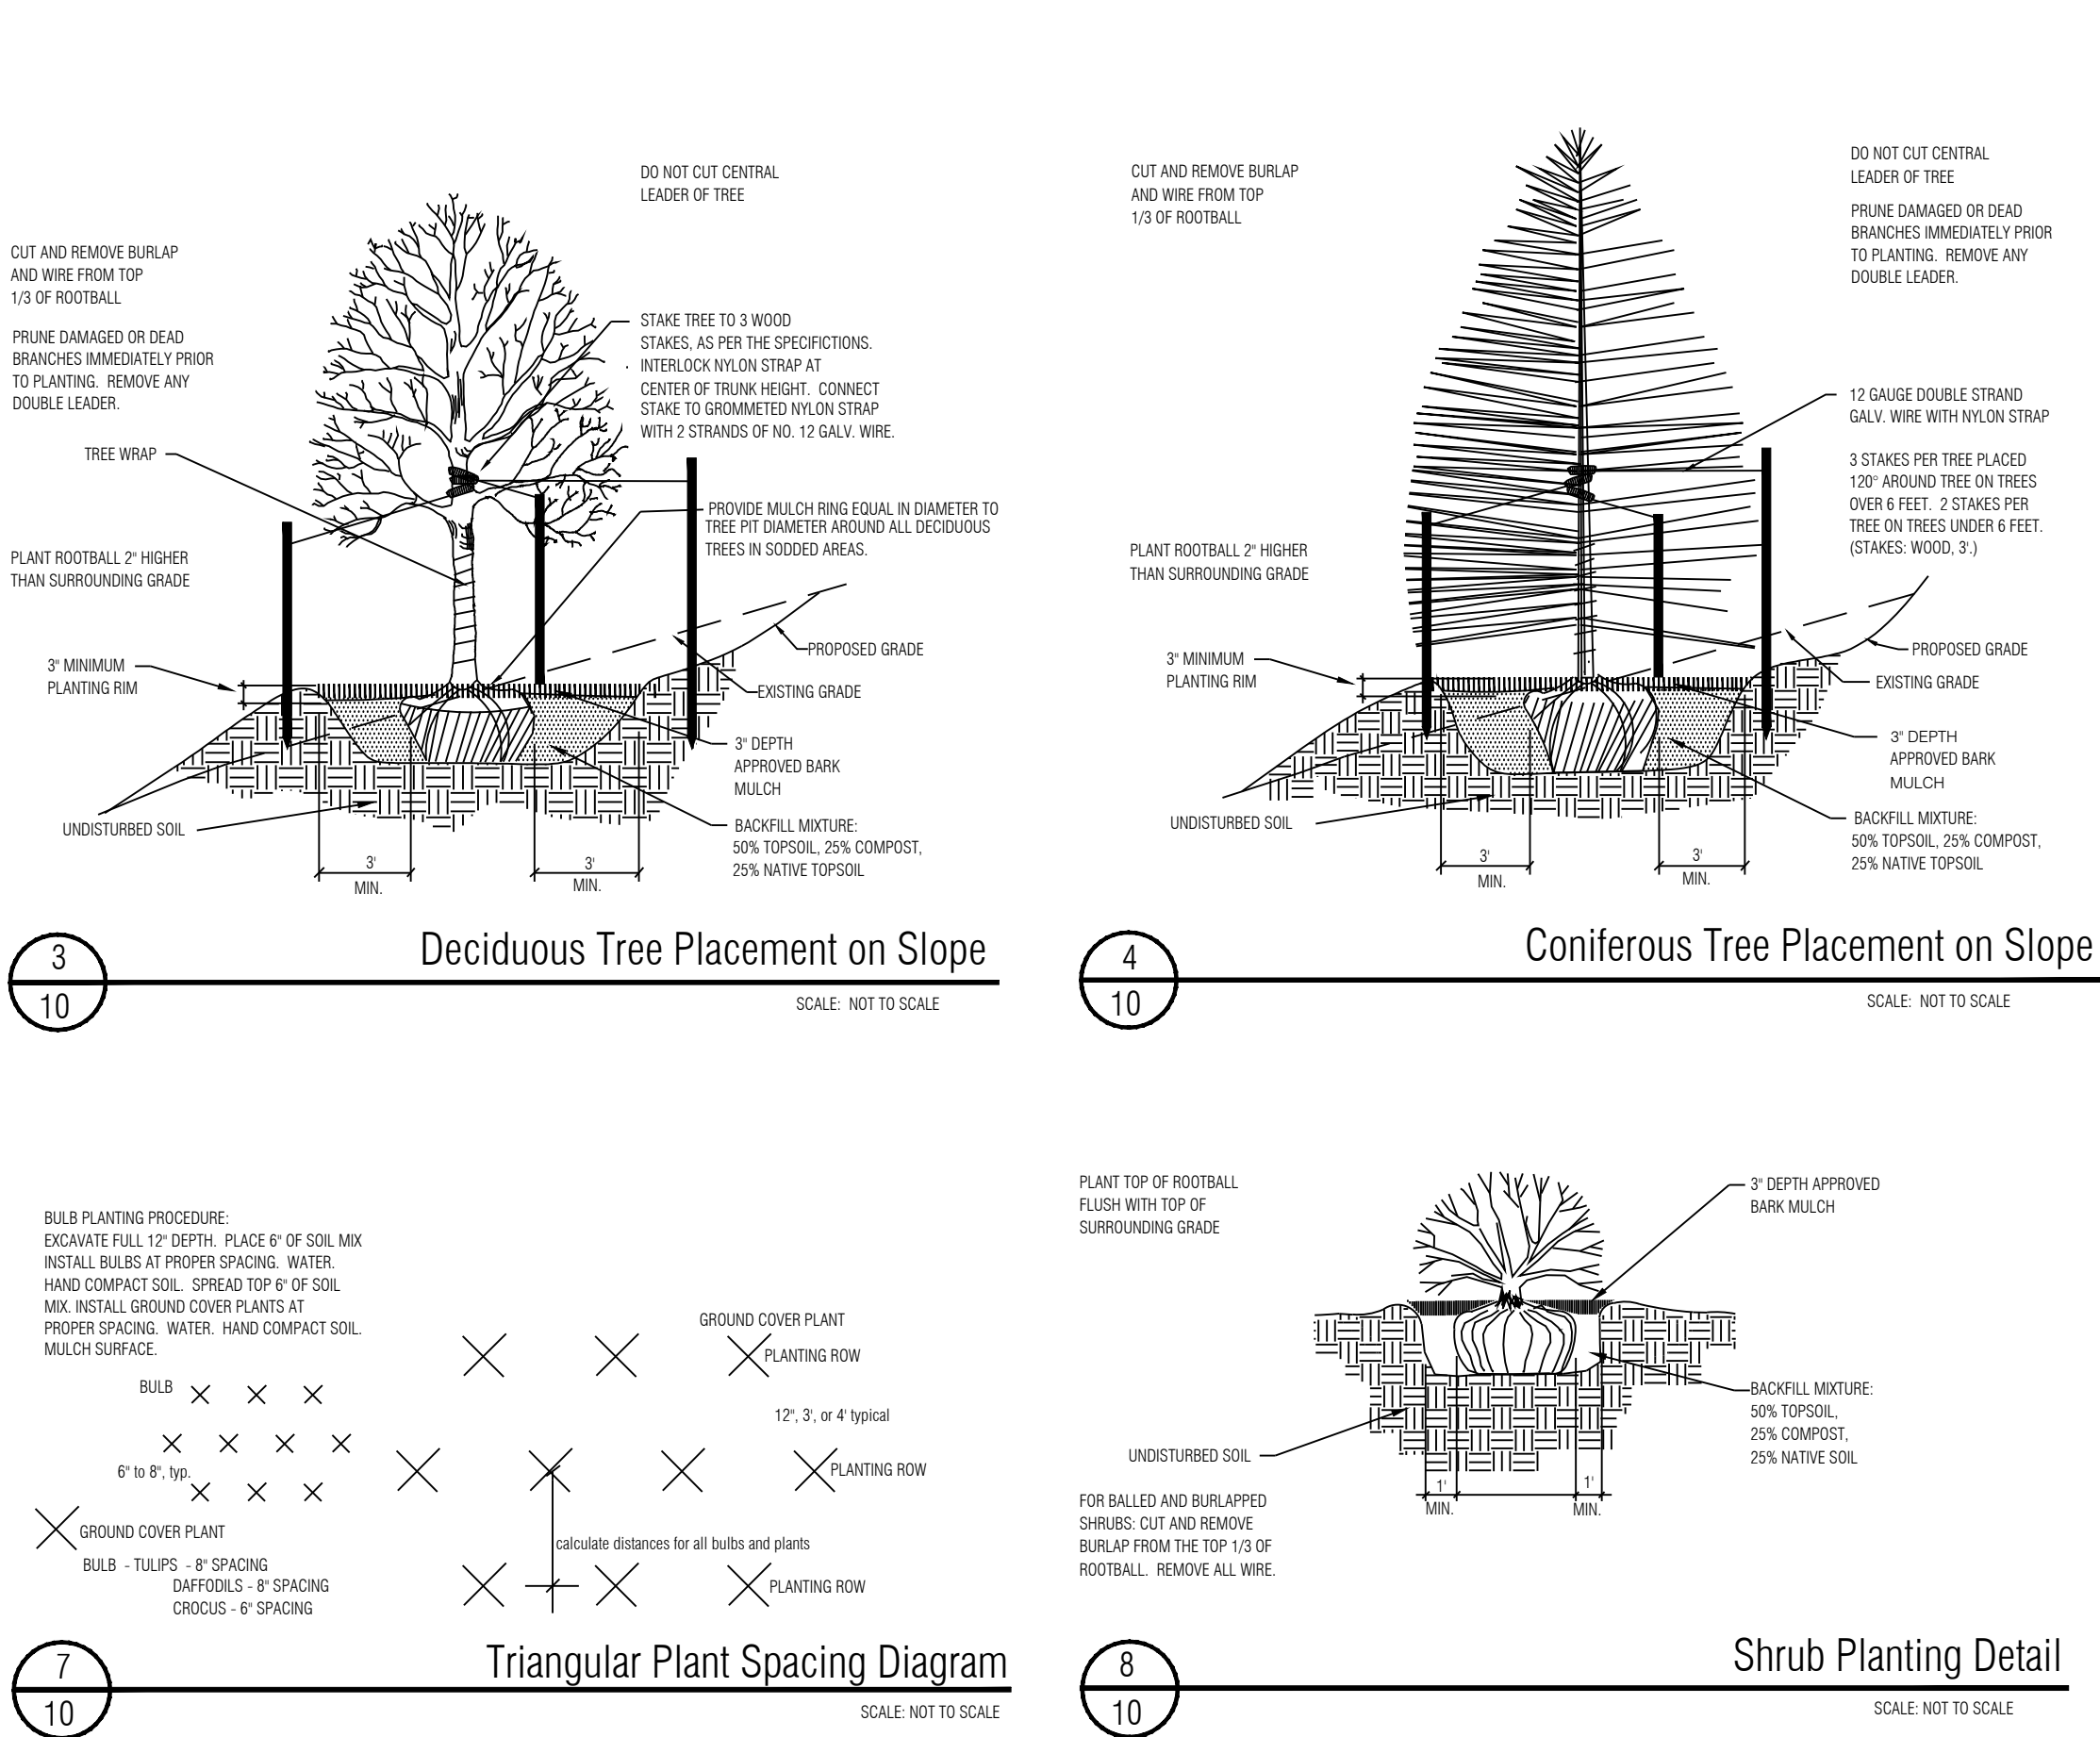 DO NOT CUT CENTRAL
LEADER OF TREE
CUT AND REMOVE BURLAP
AND WIRE FROM TOP
1/3 OF ROOTBALL
PRUNE DAMAGED OR DEAD
BRANCHES IMMEDIATELY PRIOR
TO PLANTING.  REMOVE ANY
DOUBLE LEADER.
TREE WRAP
STAKE TREE TO 3 WOOD
STAKES, AS PER THE SPECIFICTIONS.
INTERLOCK NYLON STRAP AT
CENTER OF TRUNK HEIGHT.  CONNECT
STAKE TO GROMMETED NYLON STRAP
WITH 2 STRANDS OF NO. 12 GALV. WIRE.
PROVIDE MULCH RING EQUAL IN DIAMETER TO
TREE PIT DIAMETER AROUND ALL DECIDUOUS
TREES IN SODDED AREAS.
PLANT ROOTBALL 2" HIGHER
THAN SURROUNDING GRADE
3" MINIMUM
PLANTING RIM
PROPOSED GRADE
EXISTING GRADE
3" DEPTH
APPROVED BARK
MULCH
UNDISTURBED SOIL
BACKFILL MIXTURE:
50% TOPSOIL, 25% COMPOST,
25% NATIVE TOPSOIL
3'
MIN.
3'
MIN.
3
10
Deciduous Tree Placement on Slope
SCALE:  NOT TO SCALE
CUT AND REMOVE BURLAP
AND WIRE FROM TOP
1/3 OF ROOTBALL
DO NOT CUT CENTRAL
LEADER OF TREE
PRUNE DAMAGED OR DEAD
BRANCHES IMMEDIATELY PRIOR
TO PLANTING.  REMOVE ANY
DOUBLE LEADER.
12 GAUGE DOUBLE STRAND
GALV. WIRE WITH NYLON STRAP
3 STAKES PER TREE PLACED
120° AROUND TREE ON TREES
OVER 6 FEET.  2 STAKES PER
TREE ON TREES UNDER 6 FEET.
(STAKES: WOOD, 3'.)
PLANT ROOTBALL 2" HIGHER
THAN SURROUNDING GRADE
3" MINIMUM
PLANTING RIM
PROPOSED GRADE
EXISTING GRADE
3" DEPTH
APPROVED BARK
MULCH
UNDISTURBED SOIL
BACKFILL MIXTURE:
50% TOPSOIL, 25% COMPOST,
25% NATIVE TOPSOIL
3'
MIN.
3'
MIN.
4
10
Coniferous Tree Placement on Slope
SCALE:  NOT TO SCALE
BULB PLANTING PROCEDURE:
EXCAVATE FULL 12" DEPTH.  PLACE 6" OF SOIL MIX
INSTALL BULBS AT PROPER SPACING.  WATER.
HAND COMPACT SOIL.  SPREAD TOP 6" OF SOIL
MIX. INSTALL GROUND COVER PLANTS AT
PROPER SPACING.  WATER.  HAND COMPACT SOIL.
MULCH SURFACE.
BULB
6" to 8", typ.
GROUND COVER PLANT
BULB  - TULIPS  - 8" SPACING
DAFFODILS - 8" SPACING
CROCUS - 6" SPACING
GROUND COVER PLANT
PLANTING ROW
12", 3', or 4' typical
PLANTING ROW
calculate distances for all bulbs and plants
PLANTING ROW
7
10
Triangular Plant Spacing Diagram
SCALE: NOT TO SCALE
PLANT TOP OF ROOTBALL
FLUSH WITH TOP OF
SURROUNDING GRADE
3" DEPTH APPROVED
BARK MULCH
BACKFILL MIXTURE:
50% TOPSOIL,
25% COMPOST,
25% NATIVE SOIL
UNDISTURBED SOIL
1'
MIN.
1'
MIN.
FOR BALLED AND BURLAPPED
SHRUBS: CUT AND REMOVE
BURLAP FROM THE TOP 1/3 OF
ROOTBALL.  REMOVE ALL WIRE.
8
10
Shrub Planting Detail
SCALE: NOT TO SCALE